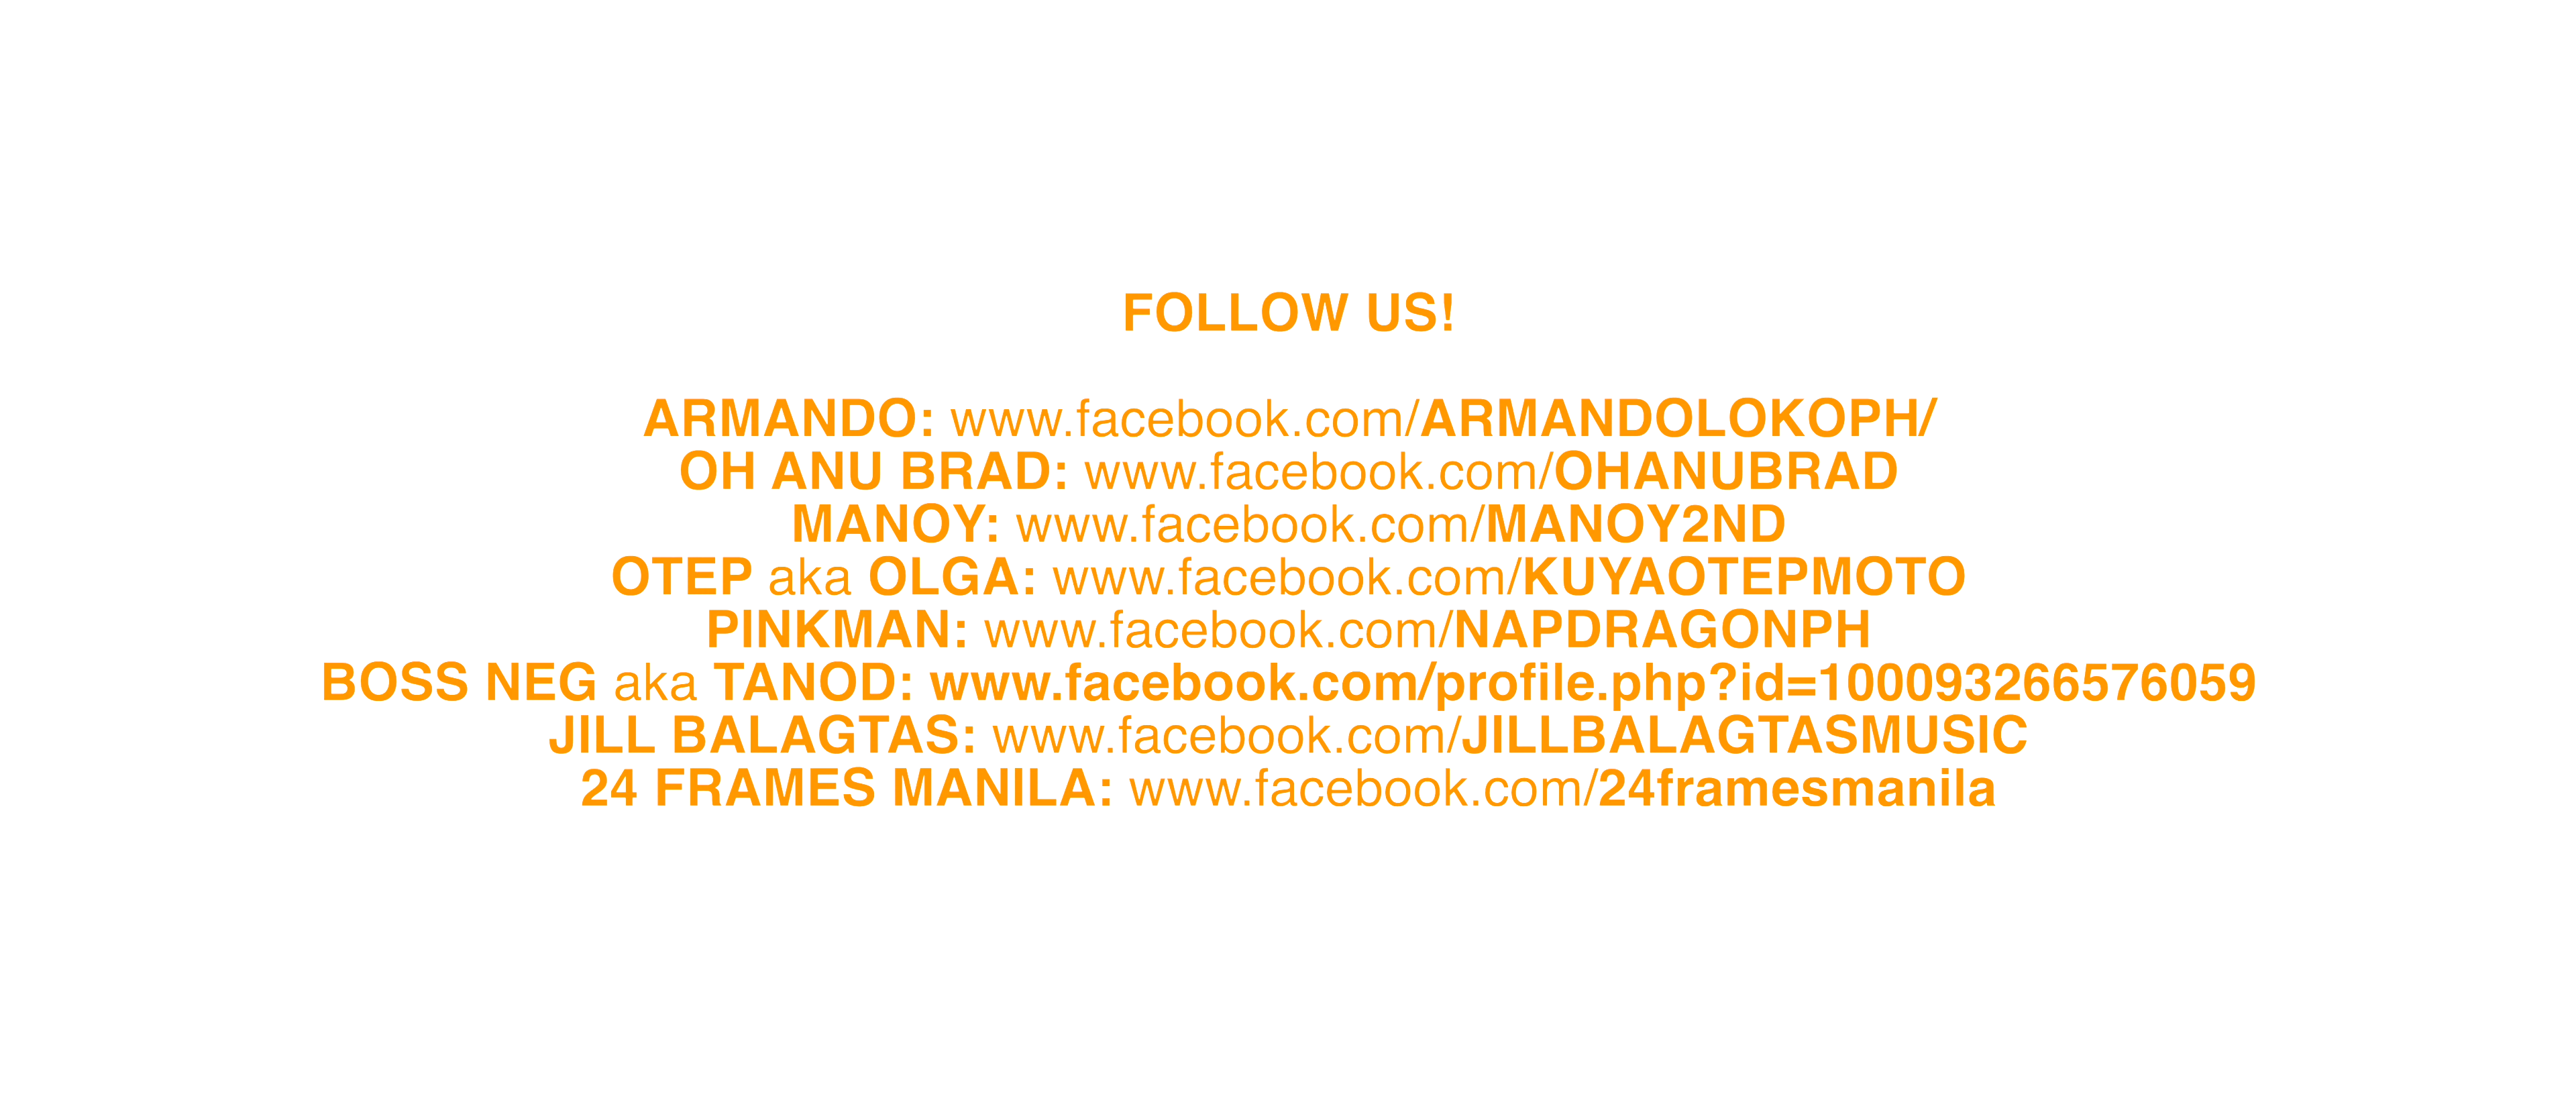 FOLLOW US!
ARMANDO: www.facebook.com/ARMANDOLOKOPH/
OH ANU BRAD: www.facebook.com/OHANUBRAD
MANOY: www.facebook.com/MANOY2ND
OTEP aka OLGA: www.facebook.com/KUYAOTEPMOTO
PINKMAN: www.facebook.com/NAPDRAGONPH
BOSS NEG aka TANOD: www.facebook.com/profile.php?id=100093266576059
JILL BALAGTAS: www.facebook.com/JILLBALAGTASMUSIC
24 FRAMES MANILA: www.facebook.com/24framesmanila